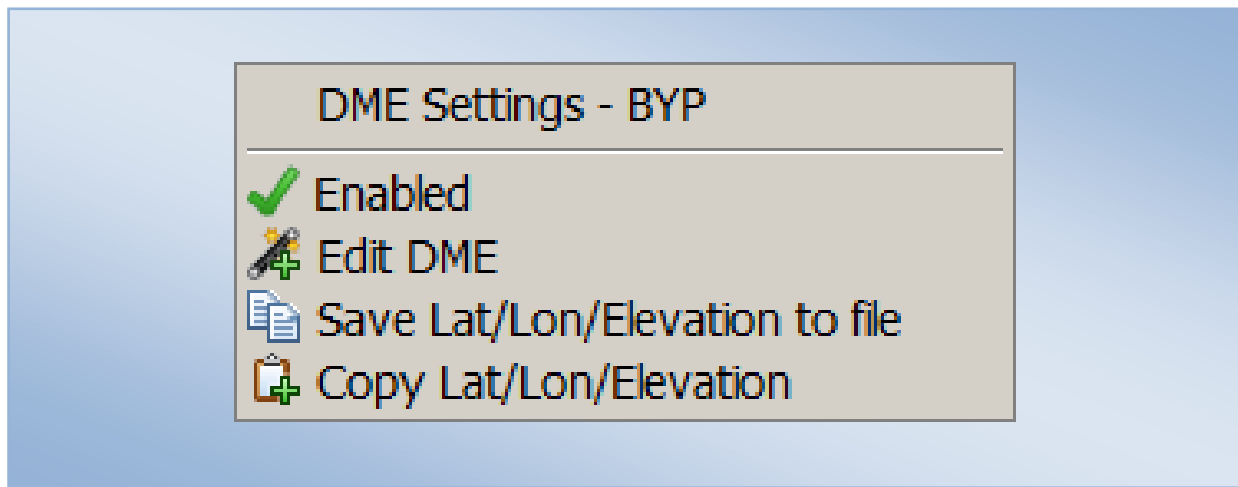 DME Settings - BYP
Enabled
Edit DME
Save Lat/Lon/Elevation to file
Copy Lat/Lon/Elevation